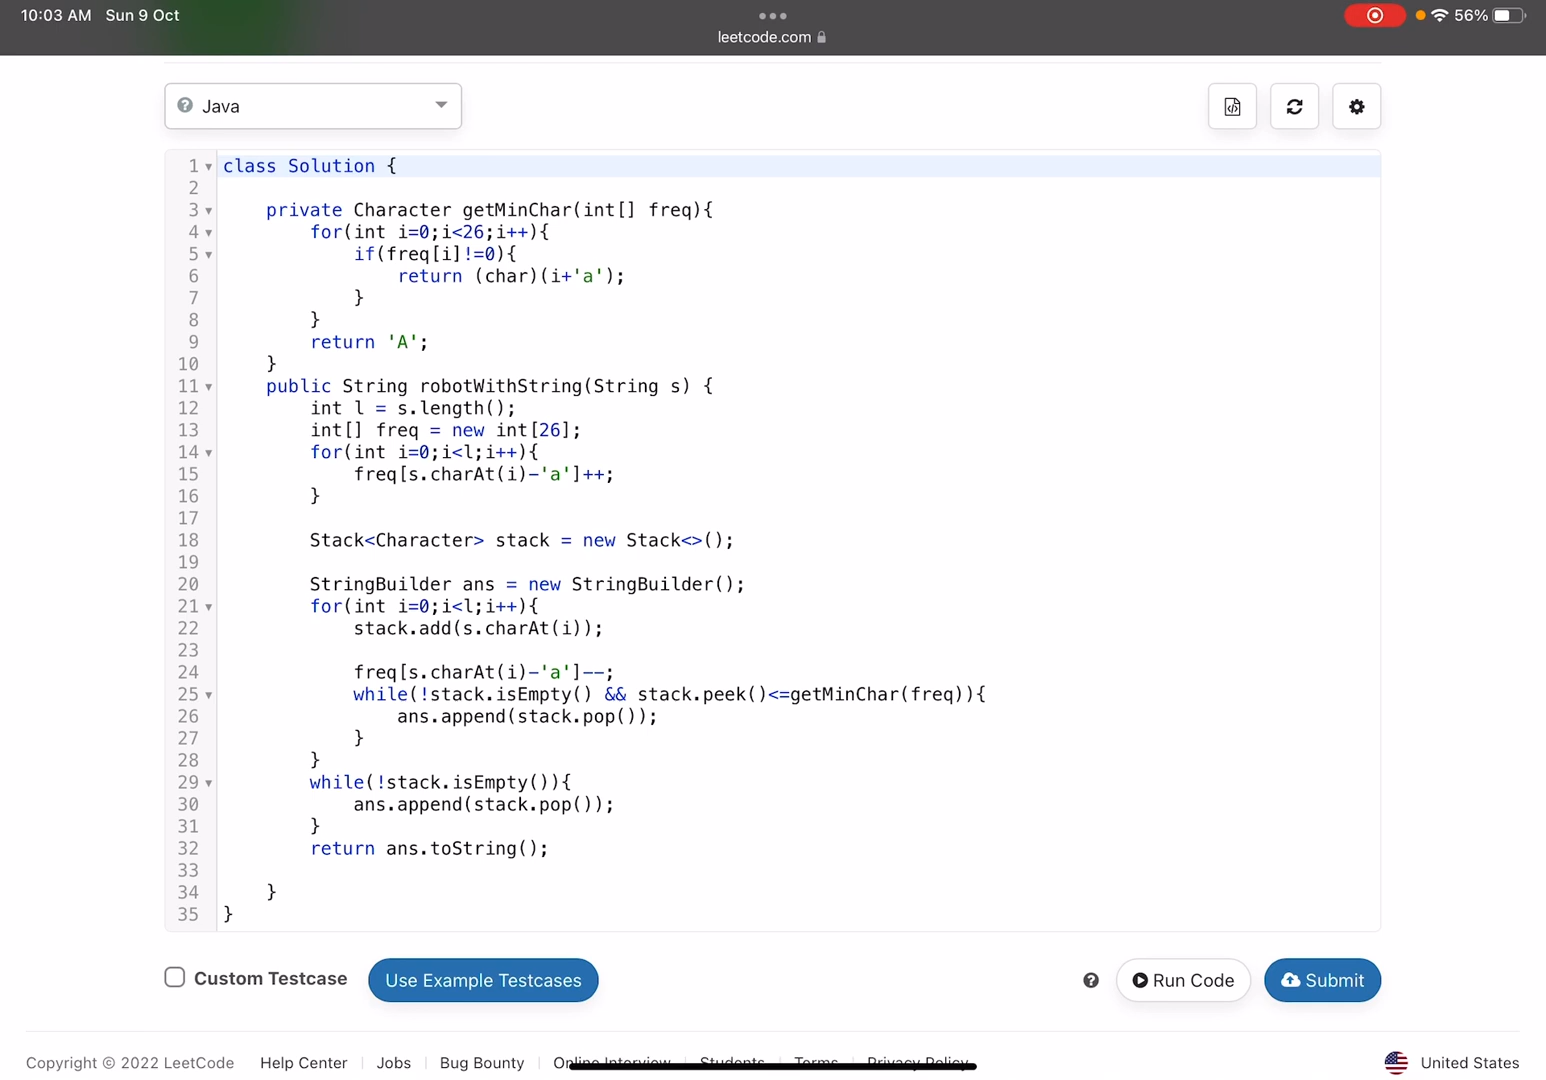 10:03 AM Sun 9 Oct
56%
leetcode.com
Java
1 class Solution {
2
3 private Character getMinChar(int[] freq){
4 for(int i=0;i<26;i++){
5 if(freq[i]!=0){
6 return (char)(i+'a');
7 }
8 }
9 return 'A';
10 }
11 public String robotWithString(String s) {
12 int l = s.length();
13 int[] freq = new int[26];
14 for(int i=0;i<l;i++){
15 freq[s.charAt(i)-'a']++;
16 }
17
18 Stack<Character> stack = new Stack<>();
19
20 StringBuilder ans = new StringBuilder();
21 for(int i=0;i<l;i++){
22 stack.add(s.charAt(i));
23
24 freq[s.charAt(i)-'a']--;
25 while(!stack.isEmpty() && stack.peek()<=getMinChar(freq)){
26 ans.append(stack.pop());
27 }
28 }
29 while(!stack.isEmpty()){
30 ans.append(stack.pop());
31 }
32 return ans.toString();
33
34 }
35 }
Custom Testcase Use Example Testcases Run Code Submit
Copyright © 2022 LeetCode Help Center Jobs Bug Bounty Online Interview Students Terms Privacy Policy United States